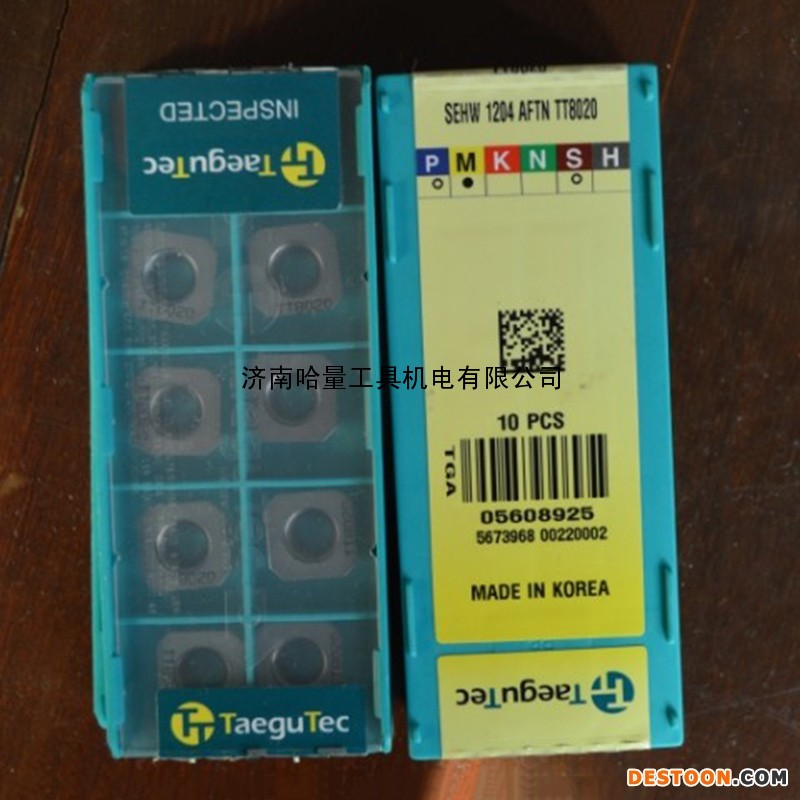 INSPECTED
TaeguTec
TaeguTec
TT8020
SEHW 1204 AFTN TT8020
P M K N S H
济南哈量工具机电有限公司
10 PCS
TGA
05608925
5673968 00220002
MADE IN KOREA
TaeguTec
DESTOON.COM